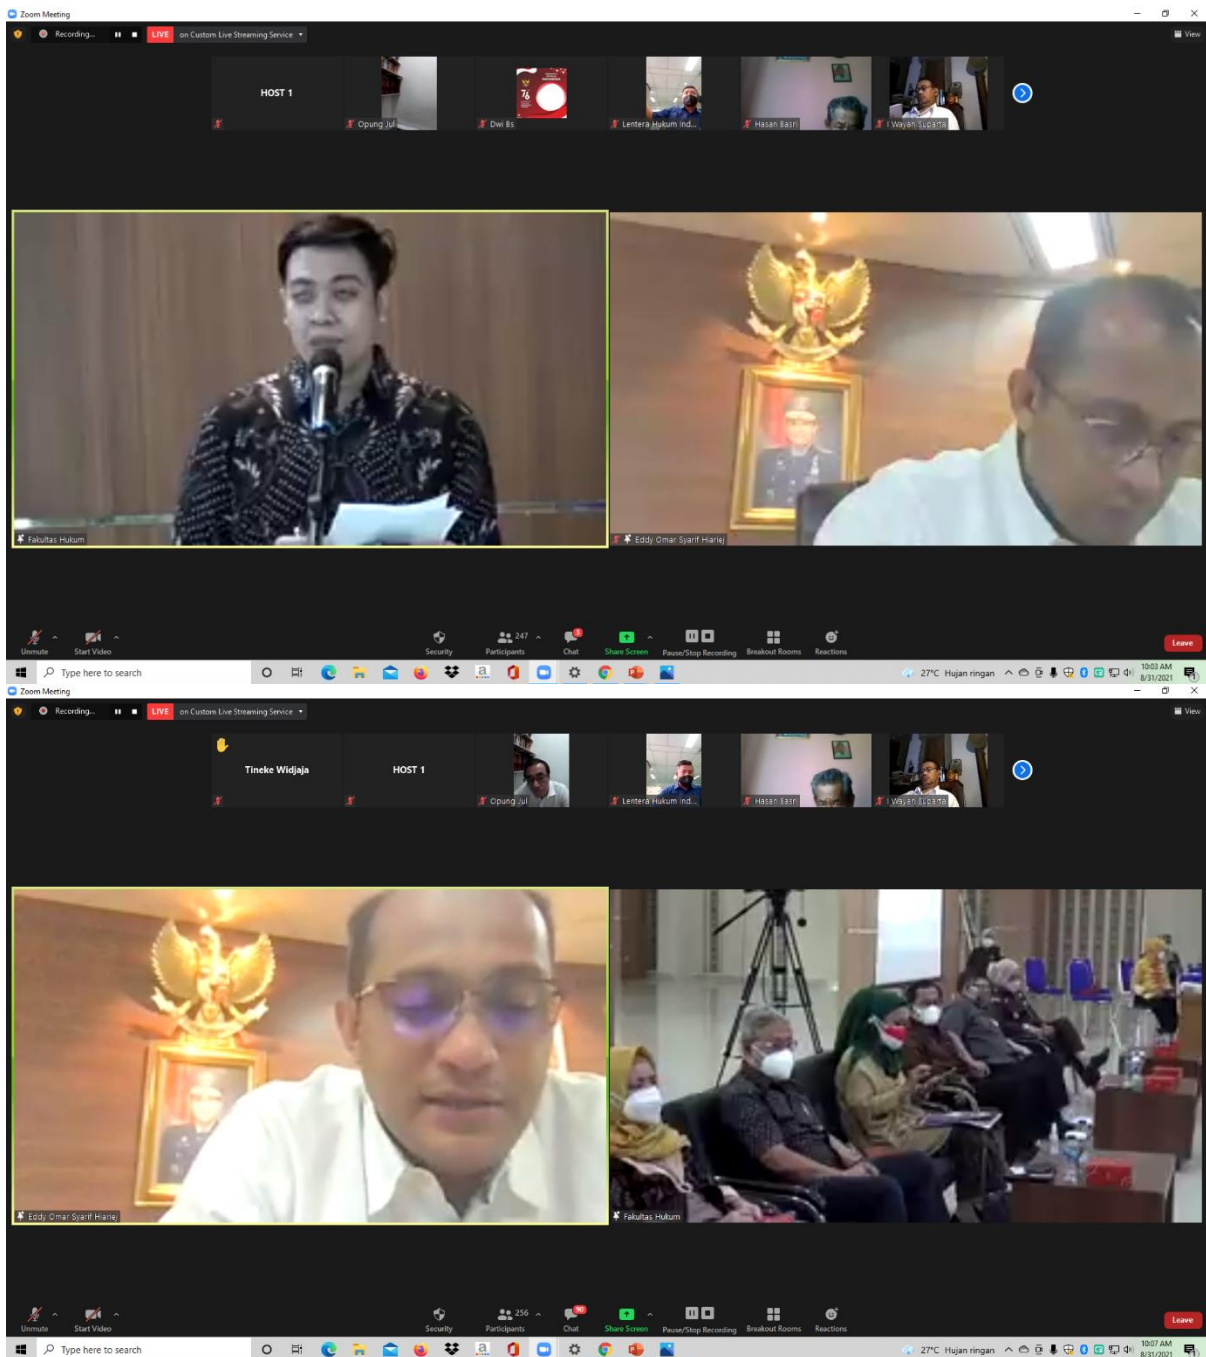 Zoom Meeting
Recording... LIVE on Custom Live Streaming Service View
HOST 1
Opung Jul
Dwi Bs
76
Lentera Hukum Ind...
Hasan Basri
I Wayan Suparta
Fakultas Hukum
Eddy Omar Syarif Hiariej
Unmute Start Video Security Participants 247 Chat 3 Share Screen Pause/Stop Recording Breakout Rooms Reactions Leave
Type here to search 27°C Hujan ringan 10:03 AM
8/31/2021
Zoom Meeting
Recording... LIVE on Custom Live Streaming Service View
Tineke Widjaja
HOST 1
Opung Jul
Lentera Hukum Ind...
Hasan Basri
I Wayan Suparta
Eddy Omar Syarif Hiariej
Fakultas Hukum
Unmute Start Video Security Participants 256 Chat 90 Share Screen Pause/Stop Recording Breakout Rooms Reactions Leave
Type here to search 27°C Hujan ringan 10:07 AM
8/31/2021